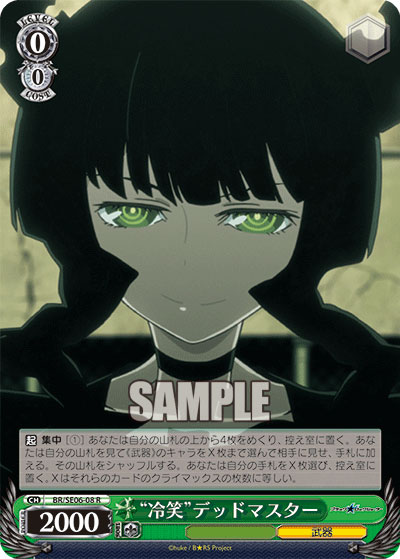 LEVEL
0
0
COST
SAMPLE
起 集中 [①] あなたは自分の山札の上から4枚をめくり、控え室に置く。あな
たは自分の山札を見て《武器》のキャラをX枚まで選んで相手に見せ、手札に加
える。その山札をシャッフルする。あなたは自分の手札をX枚選び、控え室に置
く。Xはそれらのカードのクライマックスの枚数に等しい。
CH BR/SE06-08 R
2000
“冷笑”デッドマスター
武器
©huke / B★RS Project